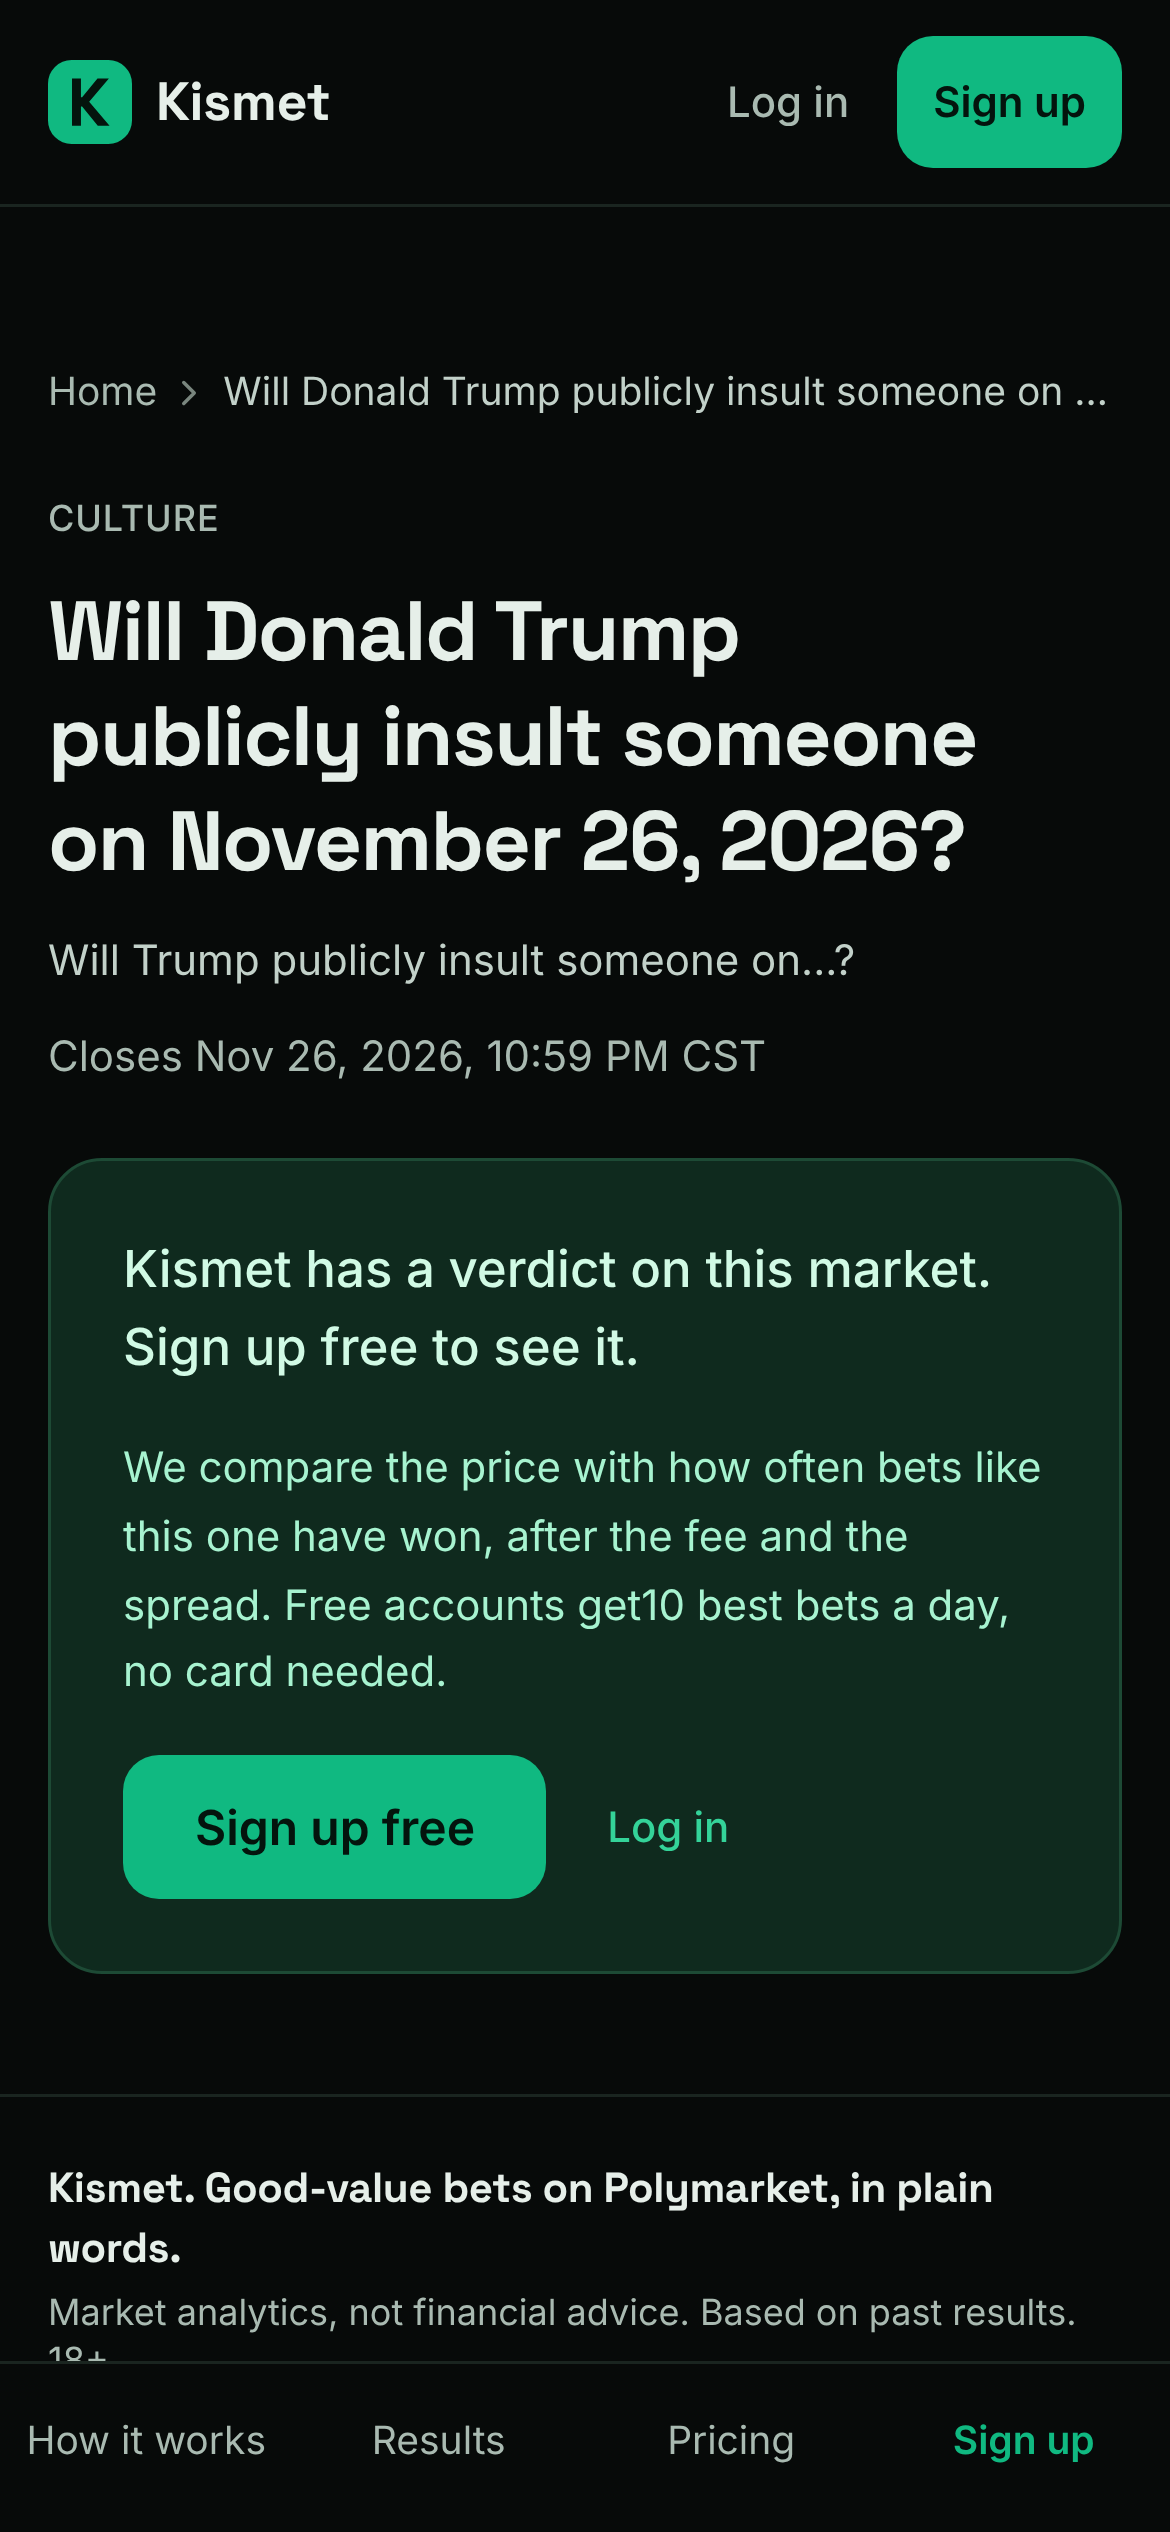 K Kismet Log in Sign up
Home > Will Donald Trump publicly insult someone on ...
CULTURE
Will Donald Trump
publicly insult someone
on November 26, 2026?
Will Trump publicly insult someone on...?
Closes Nov 26, 2026, 10:59 PM CST
Kismet has a verdict on this market.
Sign up free to see it.
We compare the price with how often bets like
this one have won, after the fee and the
spread. Free accounts get10 best bets a day,
no card needed.
Sign up free Log in
Kismet. Good-value bets on Polymarket, in plain
words.
Market analytics, not financial advice. Based on past results.
18+
How it works Results Pricing Sign up